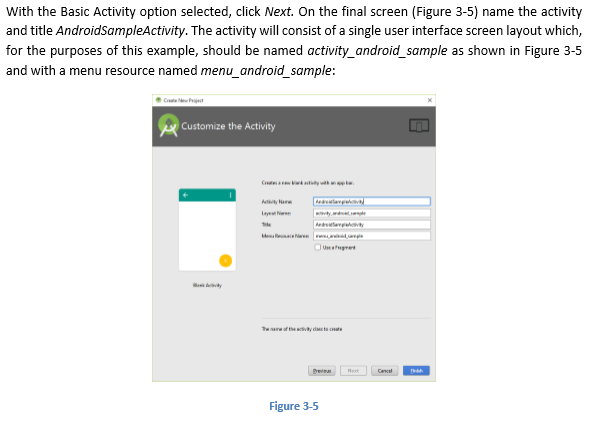 With the Basic Activity option selected, click Next. On the final screen (Figure 3-5) name the activity
and title AndroidSampleActivity. The activity will consist of a single user interface screen layout which,
for the purposes of this example, should be named activity_android_sample as shown in Figure 3-5
and with a menu resource named menu_android_sample:
Create New Project
Customize the Activity
Creates a new blank activity with an app bar.
Activity Name: AndroidSampleActivity
Layout Name: activity_android_sample
Title: AndroidSampleActivity
Menu Resource Name: menu_android_sample
Use a Fragment
Blank Activity
The name of the activity class to create
Previous Next Cancel Finish
Figure 3-5